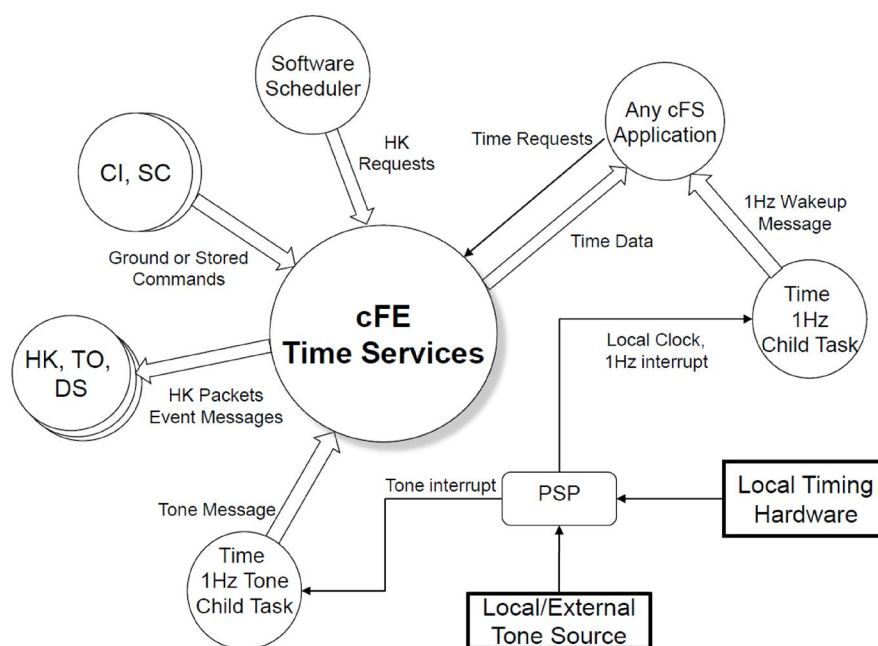 Software
Scheduler
HK
Requests
Any cFS
Application
Time Requests
CI, SC
1Hz Wakeup
Message
Ground or Stored
Commands
Time Data
cFE
Time Services
Time
1Hz
Child Task
HK, TO,
DS
Local Clock,
1Hz interrupt
HK Packets
Event Messages
Tone interrupt
PSP
Local Timing
Hardware
Tone Message
Time
1Hz Tone
Child Task
Local/External
Tone Source